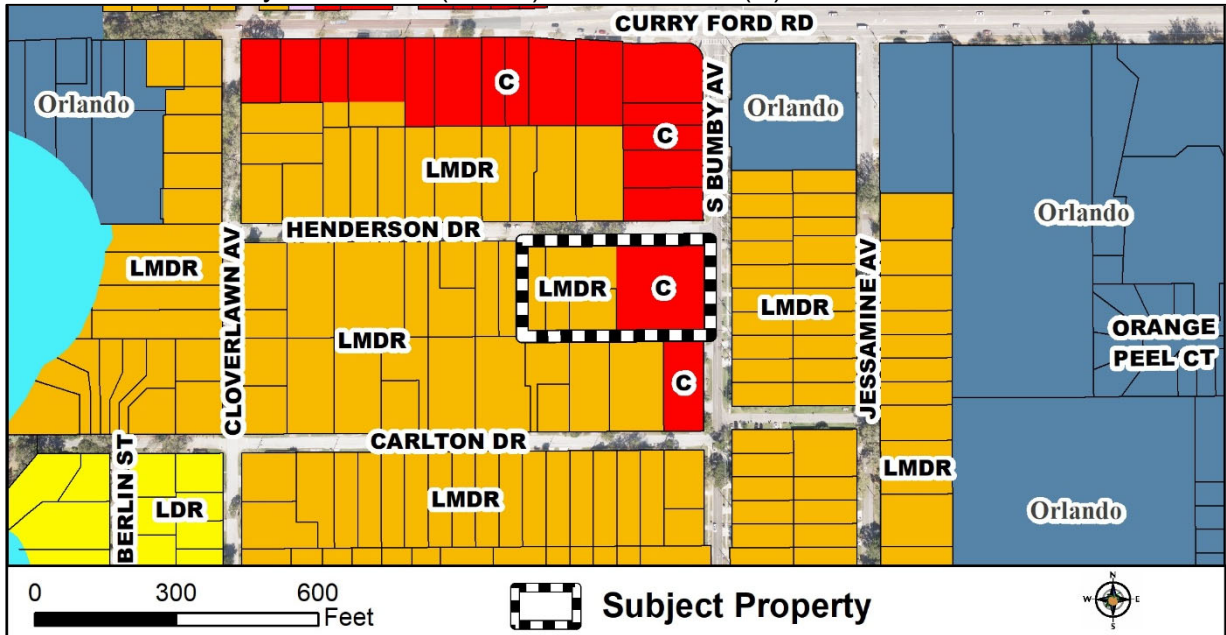 CURRY FORD RD
C
Orlando
Orlando
S BUMBY AV
C
LMDR
Orlando
HENDERSON DR
LMDR
CLOVERLAWN AV
LMDR
C
LMDR
JESSAMINE AV
LMDR
ORANGE
PEEL CT
C
CARLTON DR
LMDR
LMDR
BERLIN ST
LDR
Orlando
0 300 600
Feet
Subject Property
N
W E
S